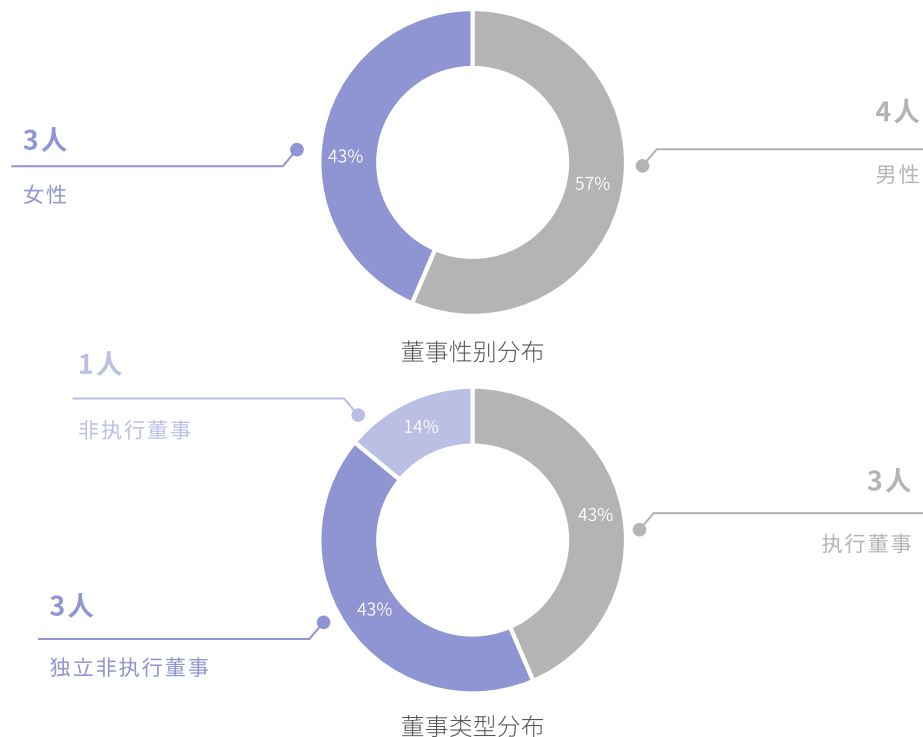 3人
女性
43%
57%
4人
男性
董事性别分布
1人
非执行董事
14%
43%
3人
执行董事
3人
独立非执行董事
43%
董事类型分布